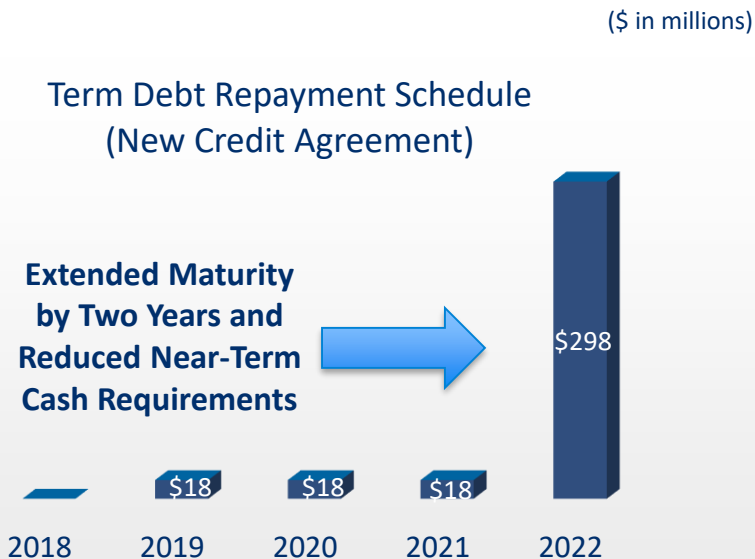 ($ in millions)
Term Debt Repayment Schedule
(New Credit Agreement)
Extended Maturity
by Two Years and
Reduced Near-Term
Cash Requirements
$298
$18 $18 $18
2018 2019 2020 2021 2022